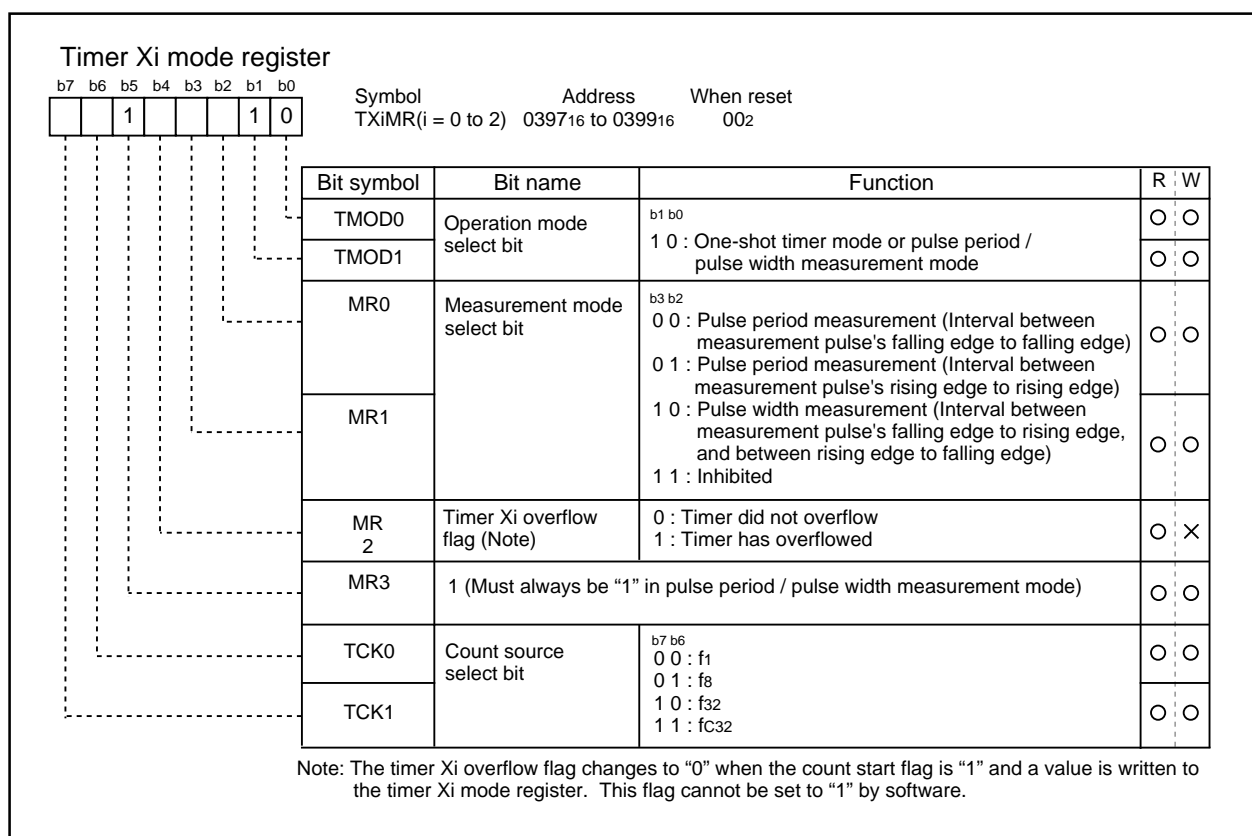 Timer Xi mode register
b7 b6 b5 b4 b3 b2 b1 b0
1 1 0
Symbol Address When reset
TXiMR(i = 0 to 2) 039716 to 039916 002
Bit symbol Bit name Function R W
TMOD0 Operation mode select bit b1 b0
1 0 : One-shot timer mode or pulse period /
pulse width measurement mode
TMOD1
MR0 Measurement mode select bit b3 b2
0 0 : Pulse period measurement (Interval between
measurement pulse's falling edge to falling edge)
0 1 : Pulse period measurement (Interval between
measurement pulse's rising edge to rising edge)
MR1
1 0 : Pulse width measurement (Interval between
measurement pulse's falling edge to rising edge,
and between rising edge to falling edge)
1 1 : Inhibited
MR
2
Timer Xi overflow
flag (Note)
0 : Timer did not overflow
1 : Timer has overflowed
MR3 1 (Must always be “1” in pulse period / pulse width measurement mode)
TCK0 Count source
select bit
b7 b6
0 0 : f1
0 1 : f8
TCK1
1 0 : f32
1 1 : fC32
Note: The timer Xi overflow flag changes to “0” when the count start flag is “1” and a value is written to
the timer Xi mode register. This flag cannot be set to “1” by software.